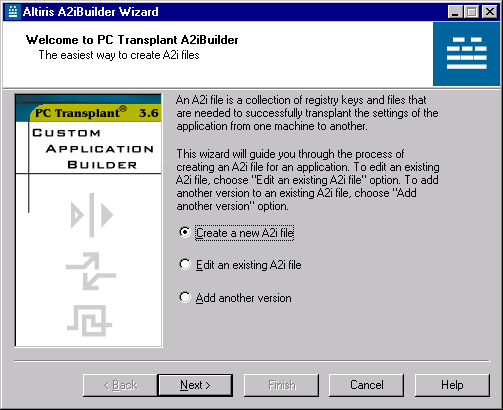 Altiris A2iBuilder Wizard
Welcome to PC Transplant A2iBuilder
The easiest way to create A2i files
PC Transplant® 3.6
CUSTOM
APPLICATION
BUILDER
An A2i file is a collection of registry keys and files that
are needed to successfully transplant the settings of the
application from one machine to another.
This wizard will guide you through the process of
creating an A2i file for an application. To edit an existing
A2i file, choose "Edit an existing A2i file" option. To add
another version to an existing A2i file, choose "Add
another version" option.
Create a new A2i file
Edit an existing A2i file
Add another version
< Back
Next >
Finish
Cancel
Help